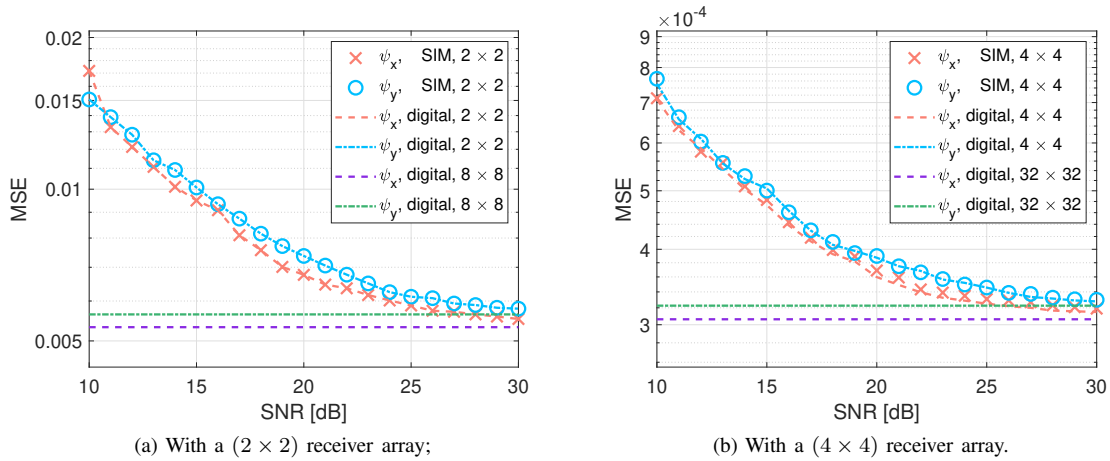 0.02
0.015
0.01
0.005
MSE
10
15
20
25
30
SNR [dB]
ψx, SIM, 2 × 2
ψy, SIM, 2 × 2
ψx, digital, 2 × 2
ψy, digital, 2 × 2
ψx, digital, 8 × 8
ψy, digital, 8 × 8
(a) With a (2 × 2) receiver array;
×10⁻⁴
9
8
7
6
5
4
3
MSE
10
15
20
25
30
SNR [dB]
ψx, SIM, 4 × 4
ψy, SIM, 4 × 4
ψx, digital, 4 × 4
ψy, digital, 4 × 4
ψx, digital, 32 × 32
ψy, digital, 32 × 32
(b) With a (4 × 4) receiver array.